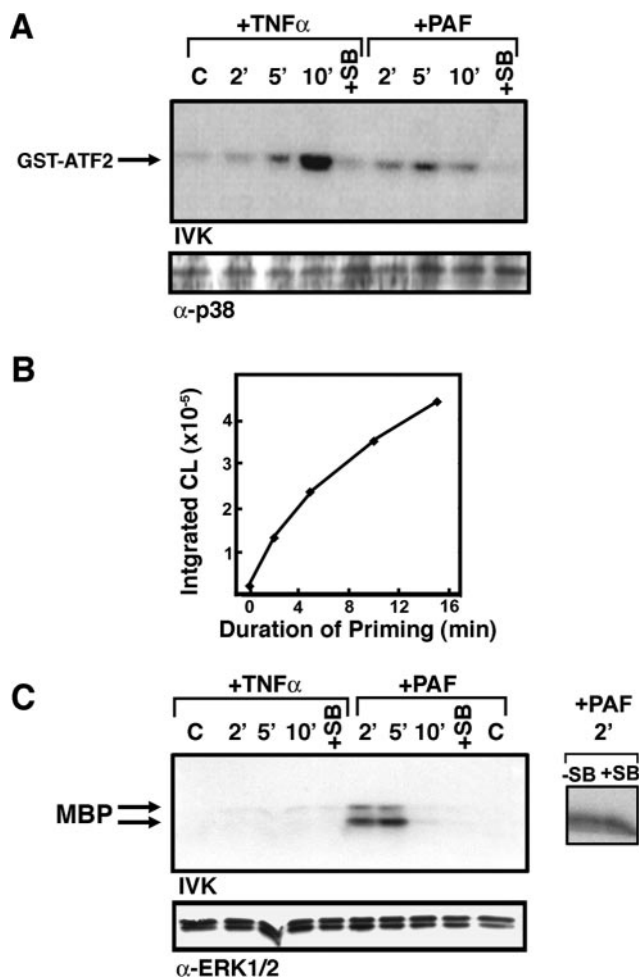 A
+TNFα +PAF
C 2’ 5’ 10’ +SB 2’ 5’ 10’ +SB
GST-ATF2
IVK
α-p38
B
Intgrated CL (x10-5)
4
3
2
1
0 4 8 12 16
Duration of Priming (min)
C
+TNFα +PAF
C 2’ 5’ 10’ +SB 2’ 5’ 10’ +SB C
MBP
IVK
α-ERK1/2
+PAF
2’
-SB +SB